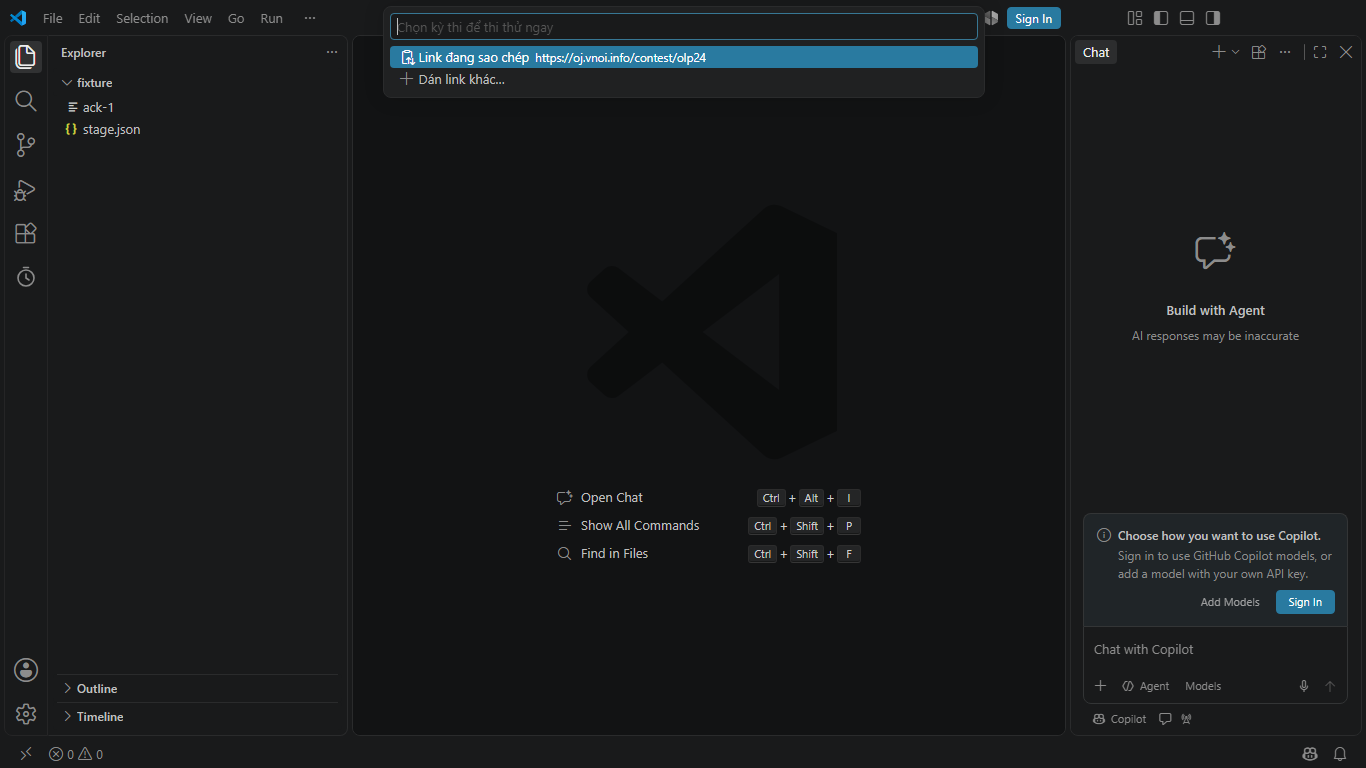 File Edit Selection View Go Run ···
Chọn kỳ thi để thi thử ngay
Sign In
Link đang sao chép https://oj.vnoi.info/contest/olp24
Dán link khác...
Explorer
fixture
ack-1
{} stage.json
Outline
Timeline
Open Chat Ctrl + Alt + I
Show All Commands Ctrl + Shift + P
Find in Files Ctrl + Shift + F
Chat
Build with Agent
AI responses may be inaccurate
Choose how you want to use Copilot.
Sign in to use GitHub Copilot models, or
add a model with your own API key.
Add Models Sign In
Chat with Copilot
Agent Models
Copilot
0 0